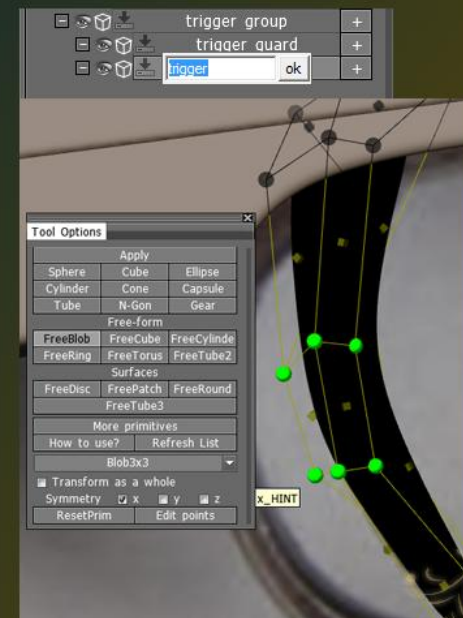 trigger group +
trigger guard +
trigger ok +
Tool Options
Apply
Sphere Cube Ellipse
Cylinder Cone Capsule
Tube N-Gon Gear
Free-form
FreeBlob FreeCube FreeCylinde
FreeRing FreeTorus FreeTube2
Surfaces
FreeDisc FreePatch FreeRound
FreeTube3
More primitives
How to use? Refresh List
Blob3x3
Transform as a whole
Symmetry x y z
x_HINT
ResetPrim Edit points